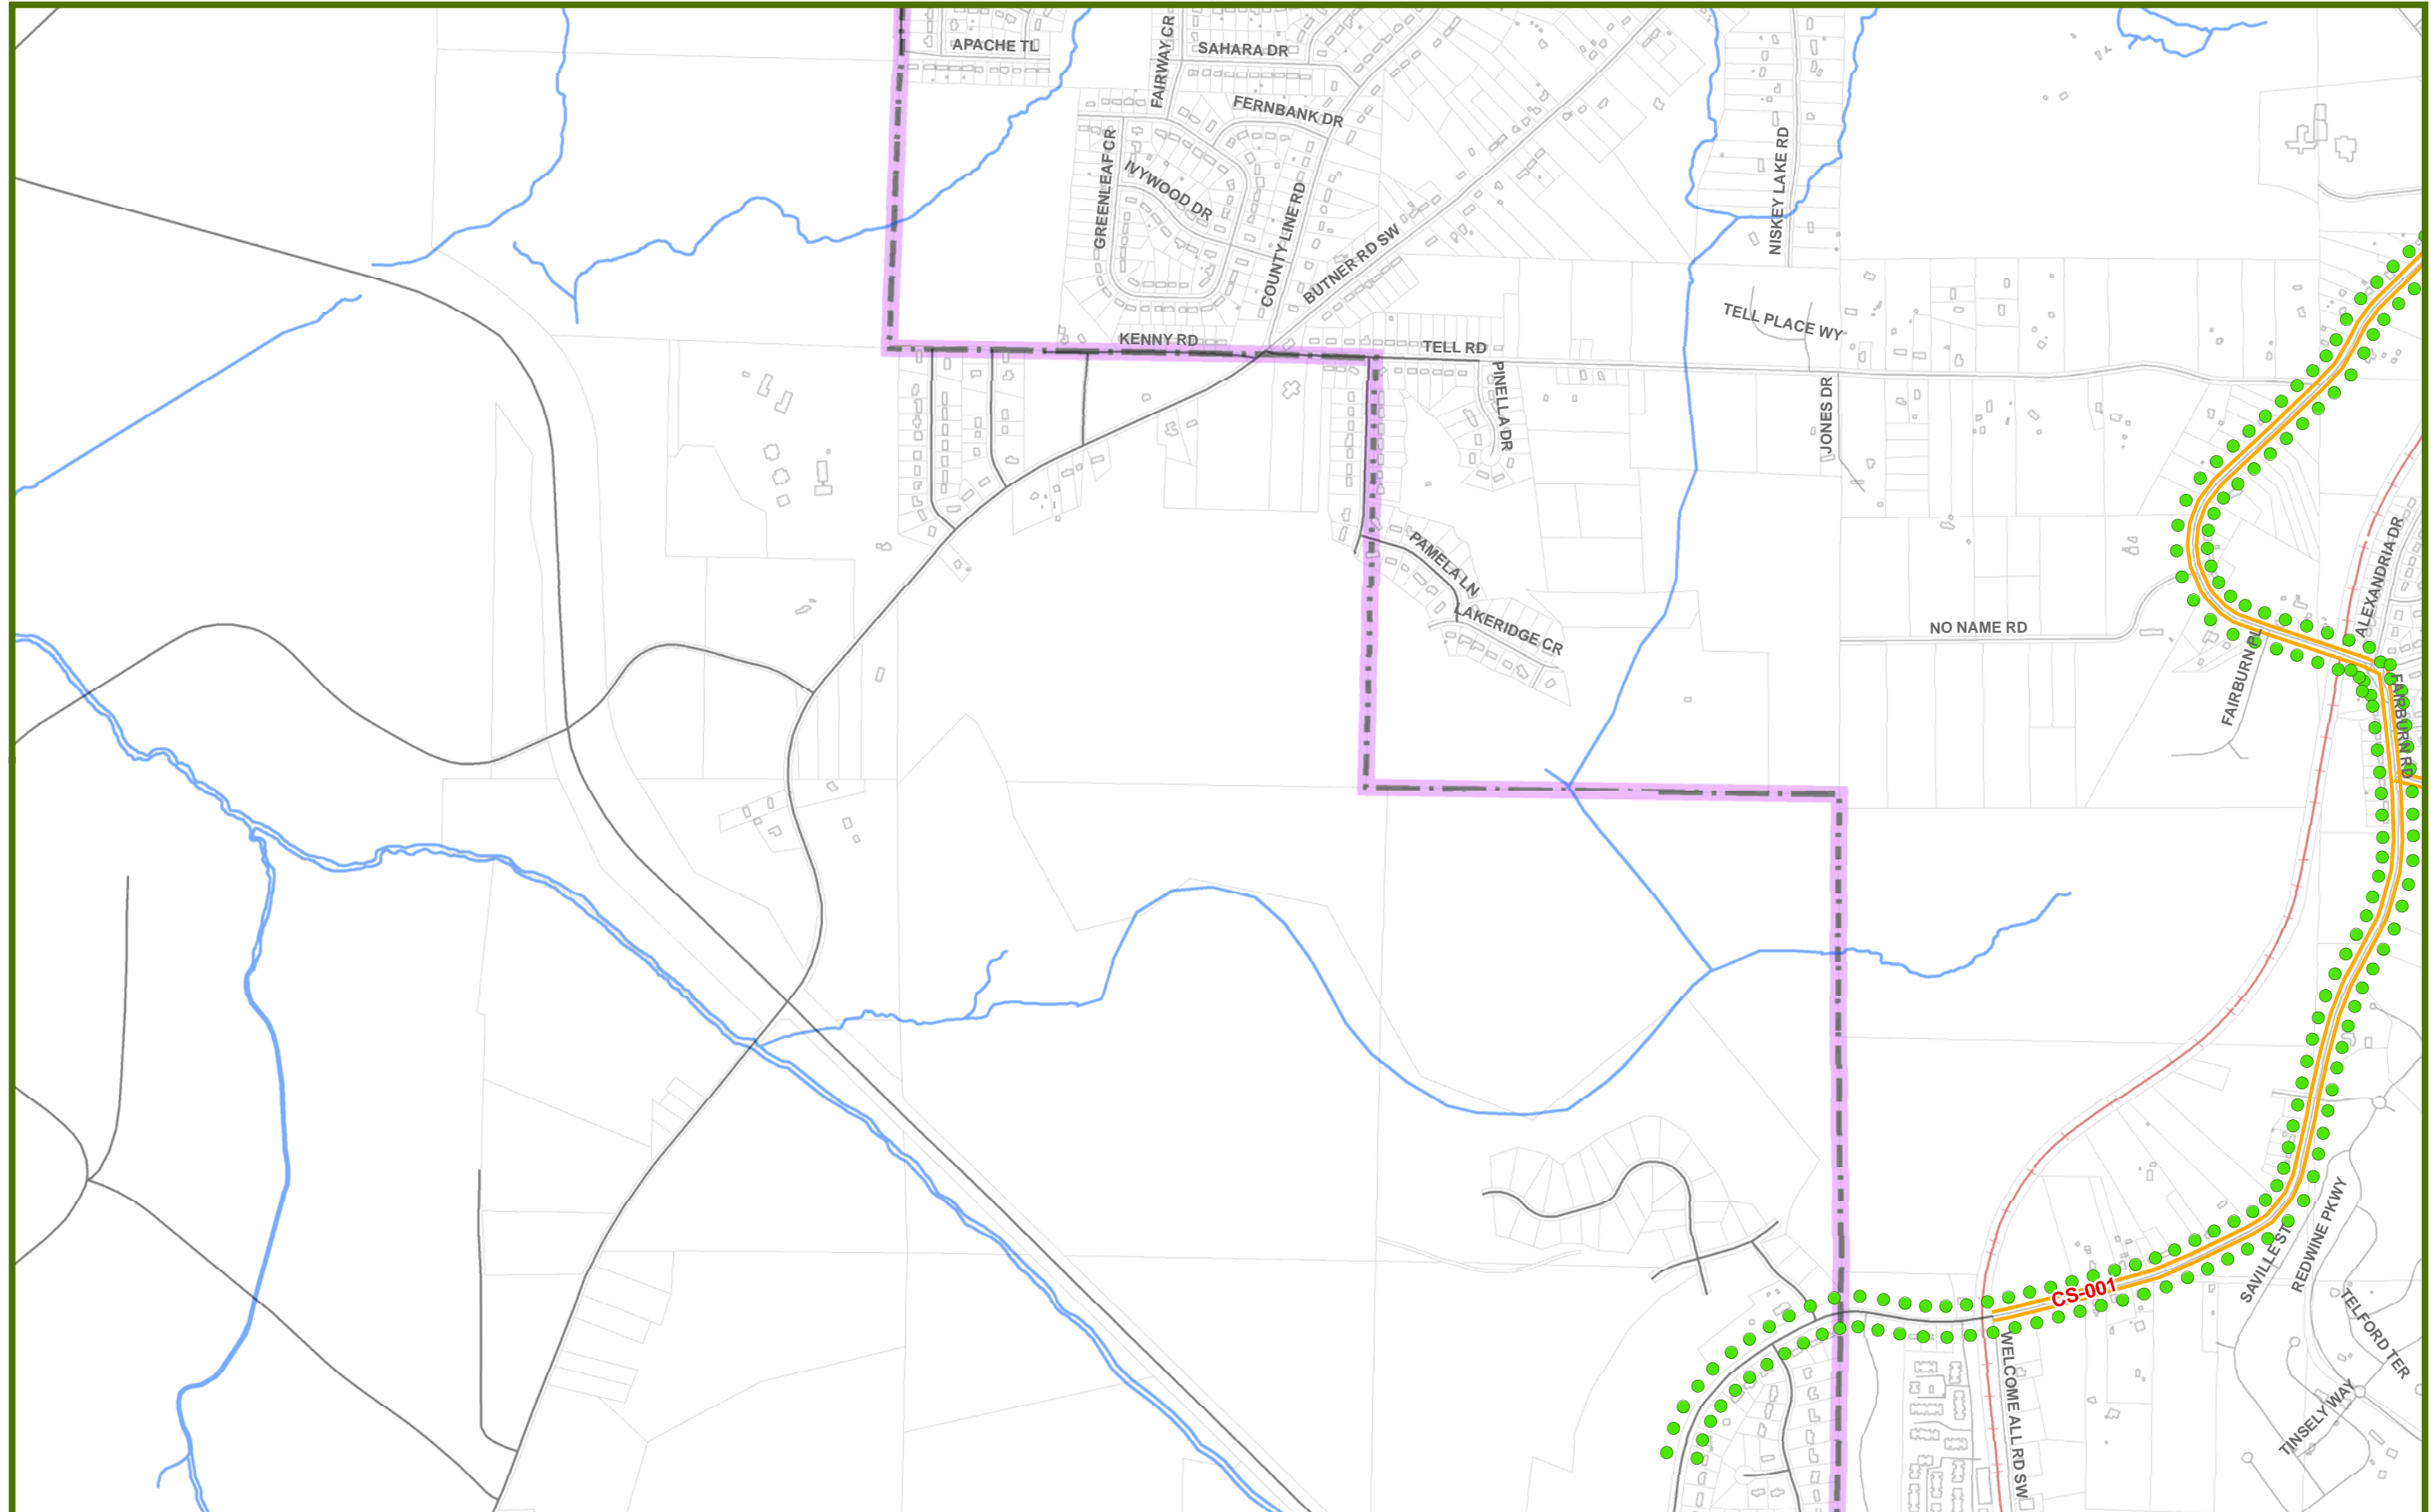 APACHE TL
FAIRWAY CR
SAHARA DR
FERNBANK DR
GREENLEAF CR
IVYWOOD DR
COUNTY LINE RD
BUTNER RD SW
NISKEY LAKE RD
KENNY RD
TELL RD
TELL PLACE WY
PINELLA DR
JONES DR
PAMELA LN
LAKERIDGE CR
NO NAME RD
ALEXANDRIA DR
FAIRBURN PL
FAIRBURN RD
CS-001
SAVILLE ST
REDWINE PKWY
TELFORD TER
TINSELY WAY
WELCOME ALL RD SW